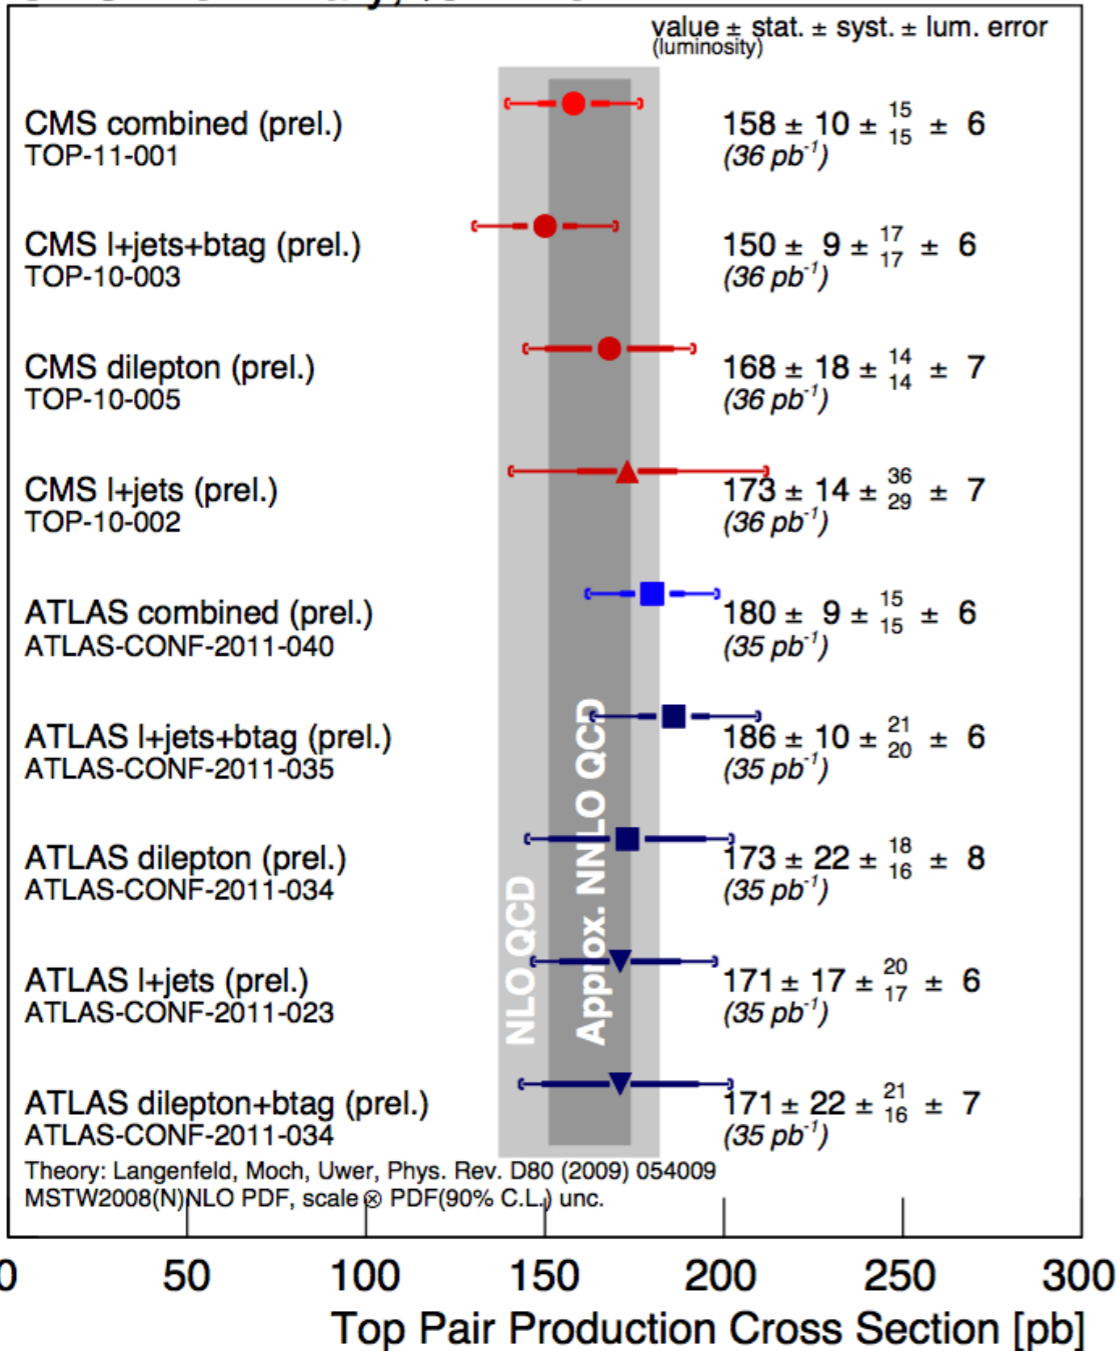 value ± stat. ± syst. ± lum. error
(luminosity)
CMS combined (prel.) 158 ± 10 ± 15 15 ± 6
TOP-11-001 (36 pb⁻¹)
CMS l+jets+btag (prel.) 150 ± 9 ± 17 17 ± 6
TOP-10-003 (36 pb⁻¹)
CMS dilepton (prel.) 168 ± 18 ± 14 14 ± 7
TOP-10-005 (36 pb⁻¹)
CMS l+jets (prel.) 173 ± 14 ± 36 29 ± 7
TOP-10-002 (36 pb⁻¹)
ATLAS combined (prel.) 180 ± 9 ± 15 15 ± 6
ATLAS-CONF-2011-040 (35 pb⁻¹)
ATLAS l+jets+btag (prel.) 186 ± 10 ± 21 20 ± 6
ATLAS-CONF-2011-035 (35 pb⁻¹)
ATLAS dilepton (prel.) 173 ± 22 ± 18 16 ± 8
ATLAS-CONF-2011-034 (35 pb⁻¹)
ATLAS l+jets (prel.) 171 ± 17 ± 20 17 ± 6
ATLAS-CONF-2011-023 (35 pb⁻¹)
ATLAS dilepton+btag (prel.) 171 ± 22 ± 21 16 ± 7
ATLAS-CONF-2011-034 (35 pb⁻¹)
NLO QCD
Approx. NNLO QCD
Theory: Langenfeld, Moch, Uwer, Phys. Rev. D80 (2009) 054009
MSTW2008(N)NLO PDF, scale ⊗ PDF(90% C.L.) unc.
0 50 100 150 200 250 300
Top Pair Production Cross Section [pb]